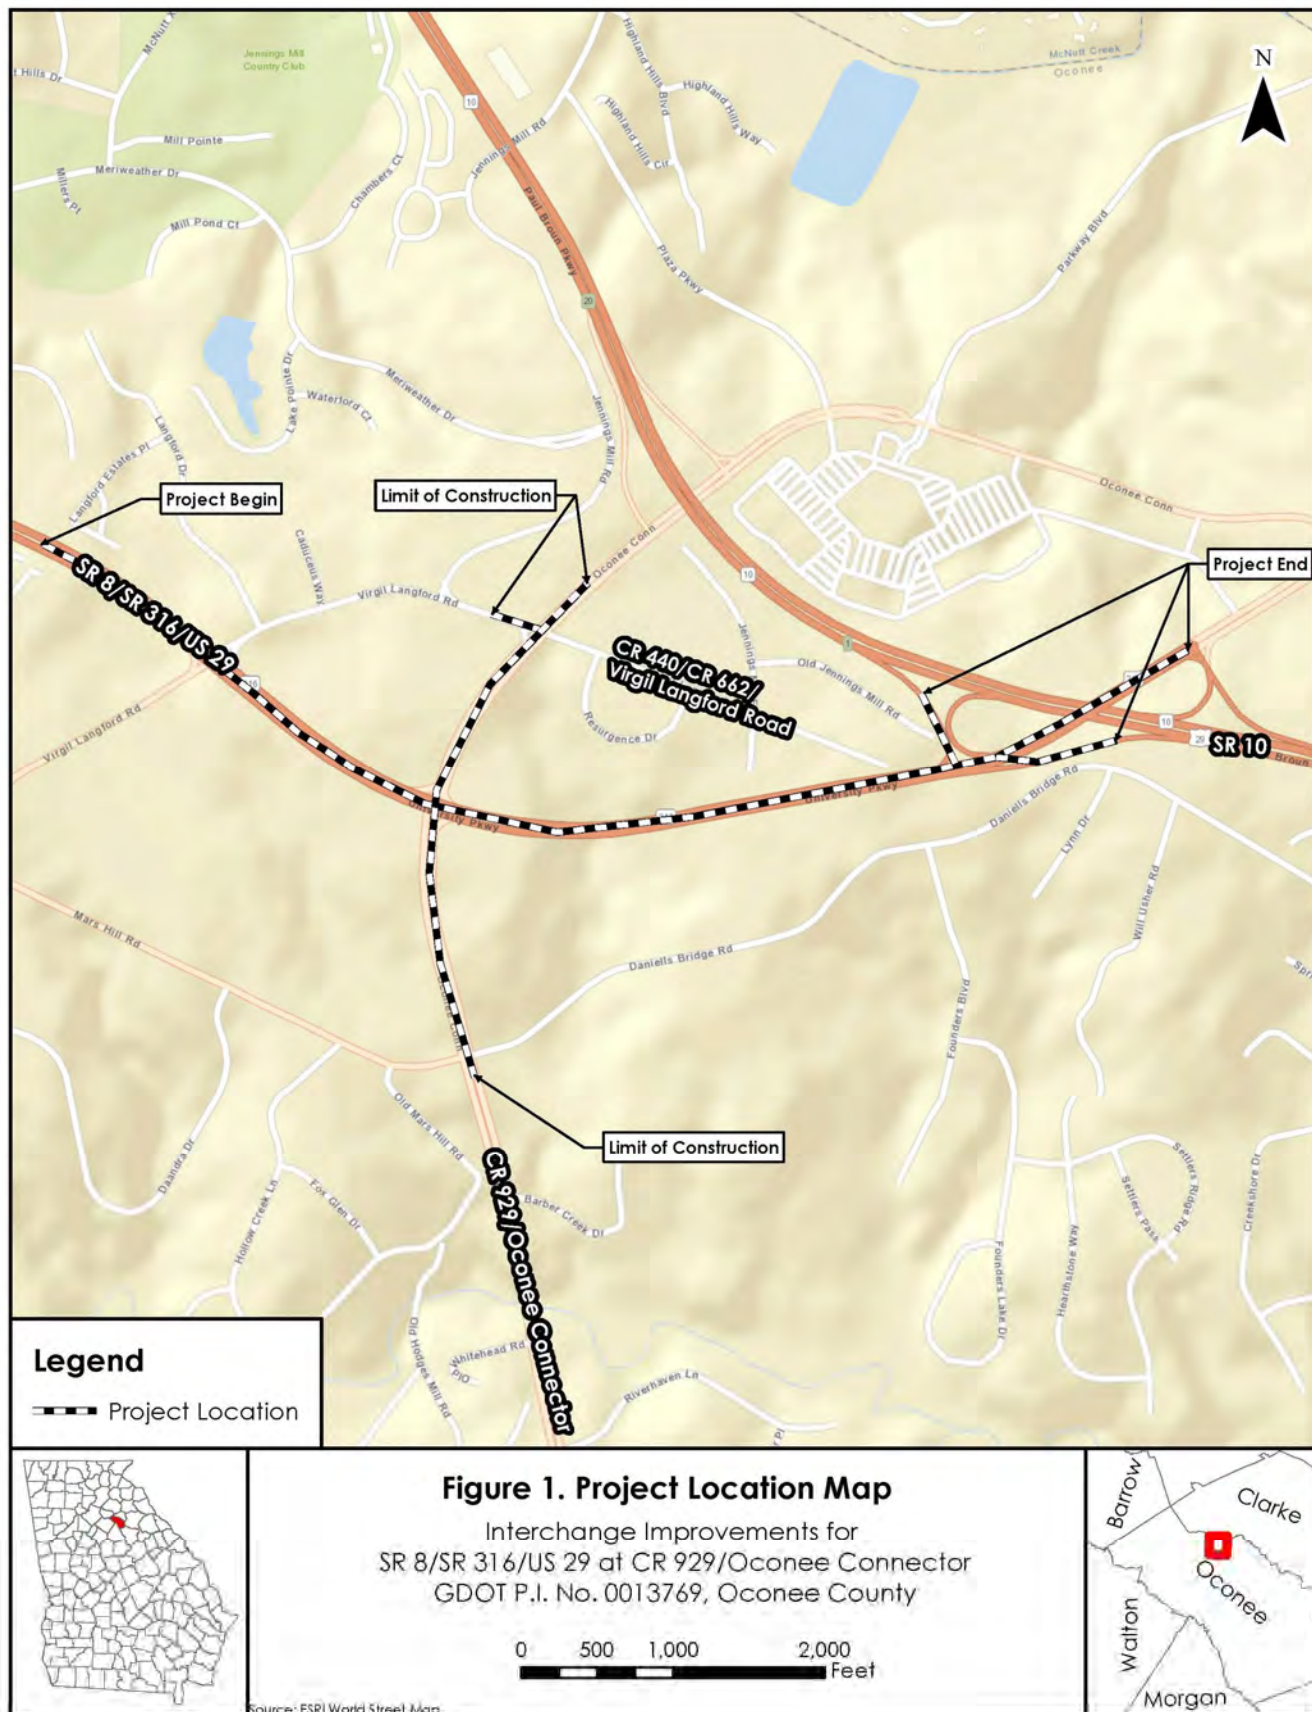 Jennings Mill
Country Club
McNutt Creek
Oconee
N
Mill Pointe
Meriweather Dr
Millers Pt
Mill Pond Ct
Chambers Ct
Jennings Mill Rd
10
Highland Hills Blvd
Highland Hills Way
Highland Hills Cir
Paul Broun Pkwy
20
Plaza Pkwy
Parkway Blvd
Lake Pointe Dr
Waterford Ct
Meriweather Dr
Jennings Mill Rd
Langford Dr
Langford Estates Pl
Project Begin
Limit of Construction
Oconee Conn
Oconee Conn
Caduceus Way
Virgil Langford Rd
10
Project End
SR 8/SR 316/US 29
CR 440/CR 662/
Virgil Langford Road
Old Jennings Mill Rd
1
Resurgence Dr
Virgil Langford Rd
10
29
SR 10
University Pkwy
University Pkwy
Daniells Bridge Rd
Lynn Dr
Will Usher Rd
Mars Hill Rd
Daniells Bridge Rd
Founders Blvd
Old Mars Hill Rd
Limit of Construction
Daandra Dr
Hollow Creek Ln
Fox Glen Dr
CR 929/Oconee Connector
Barber Creek Dr
Settlers Pass
Settlers Ridge Rd
Creekshore Dr
Hearthstone Way
Founders Lake Dr
Whitehead Rd
PIO
Hodges Mill Rd
PIO
Riverhaven Ln
Legend
Project Location
Figure 1. Project Location Map
Interchange Improvements for
SR 8/SR 316/US 29 at CR 929/Oconee Connector
GDOT P.I. No. 0013769, Oconee County
0 500 1,000 2,000
Feet
Source: ESRI World Street Map
Barrow
Clarke
Oconee
Walton
Morgan